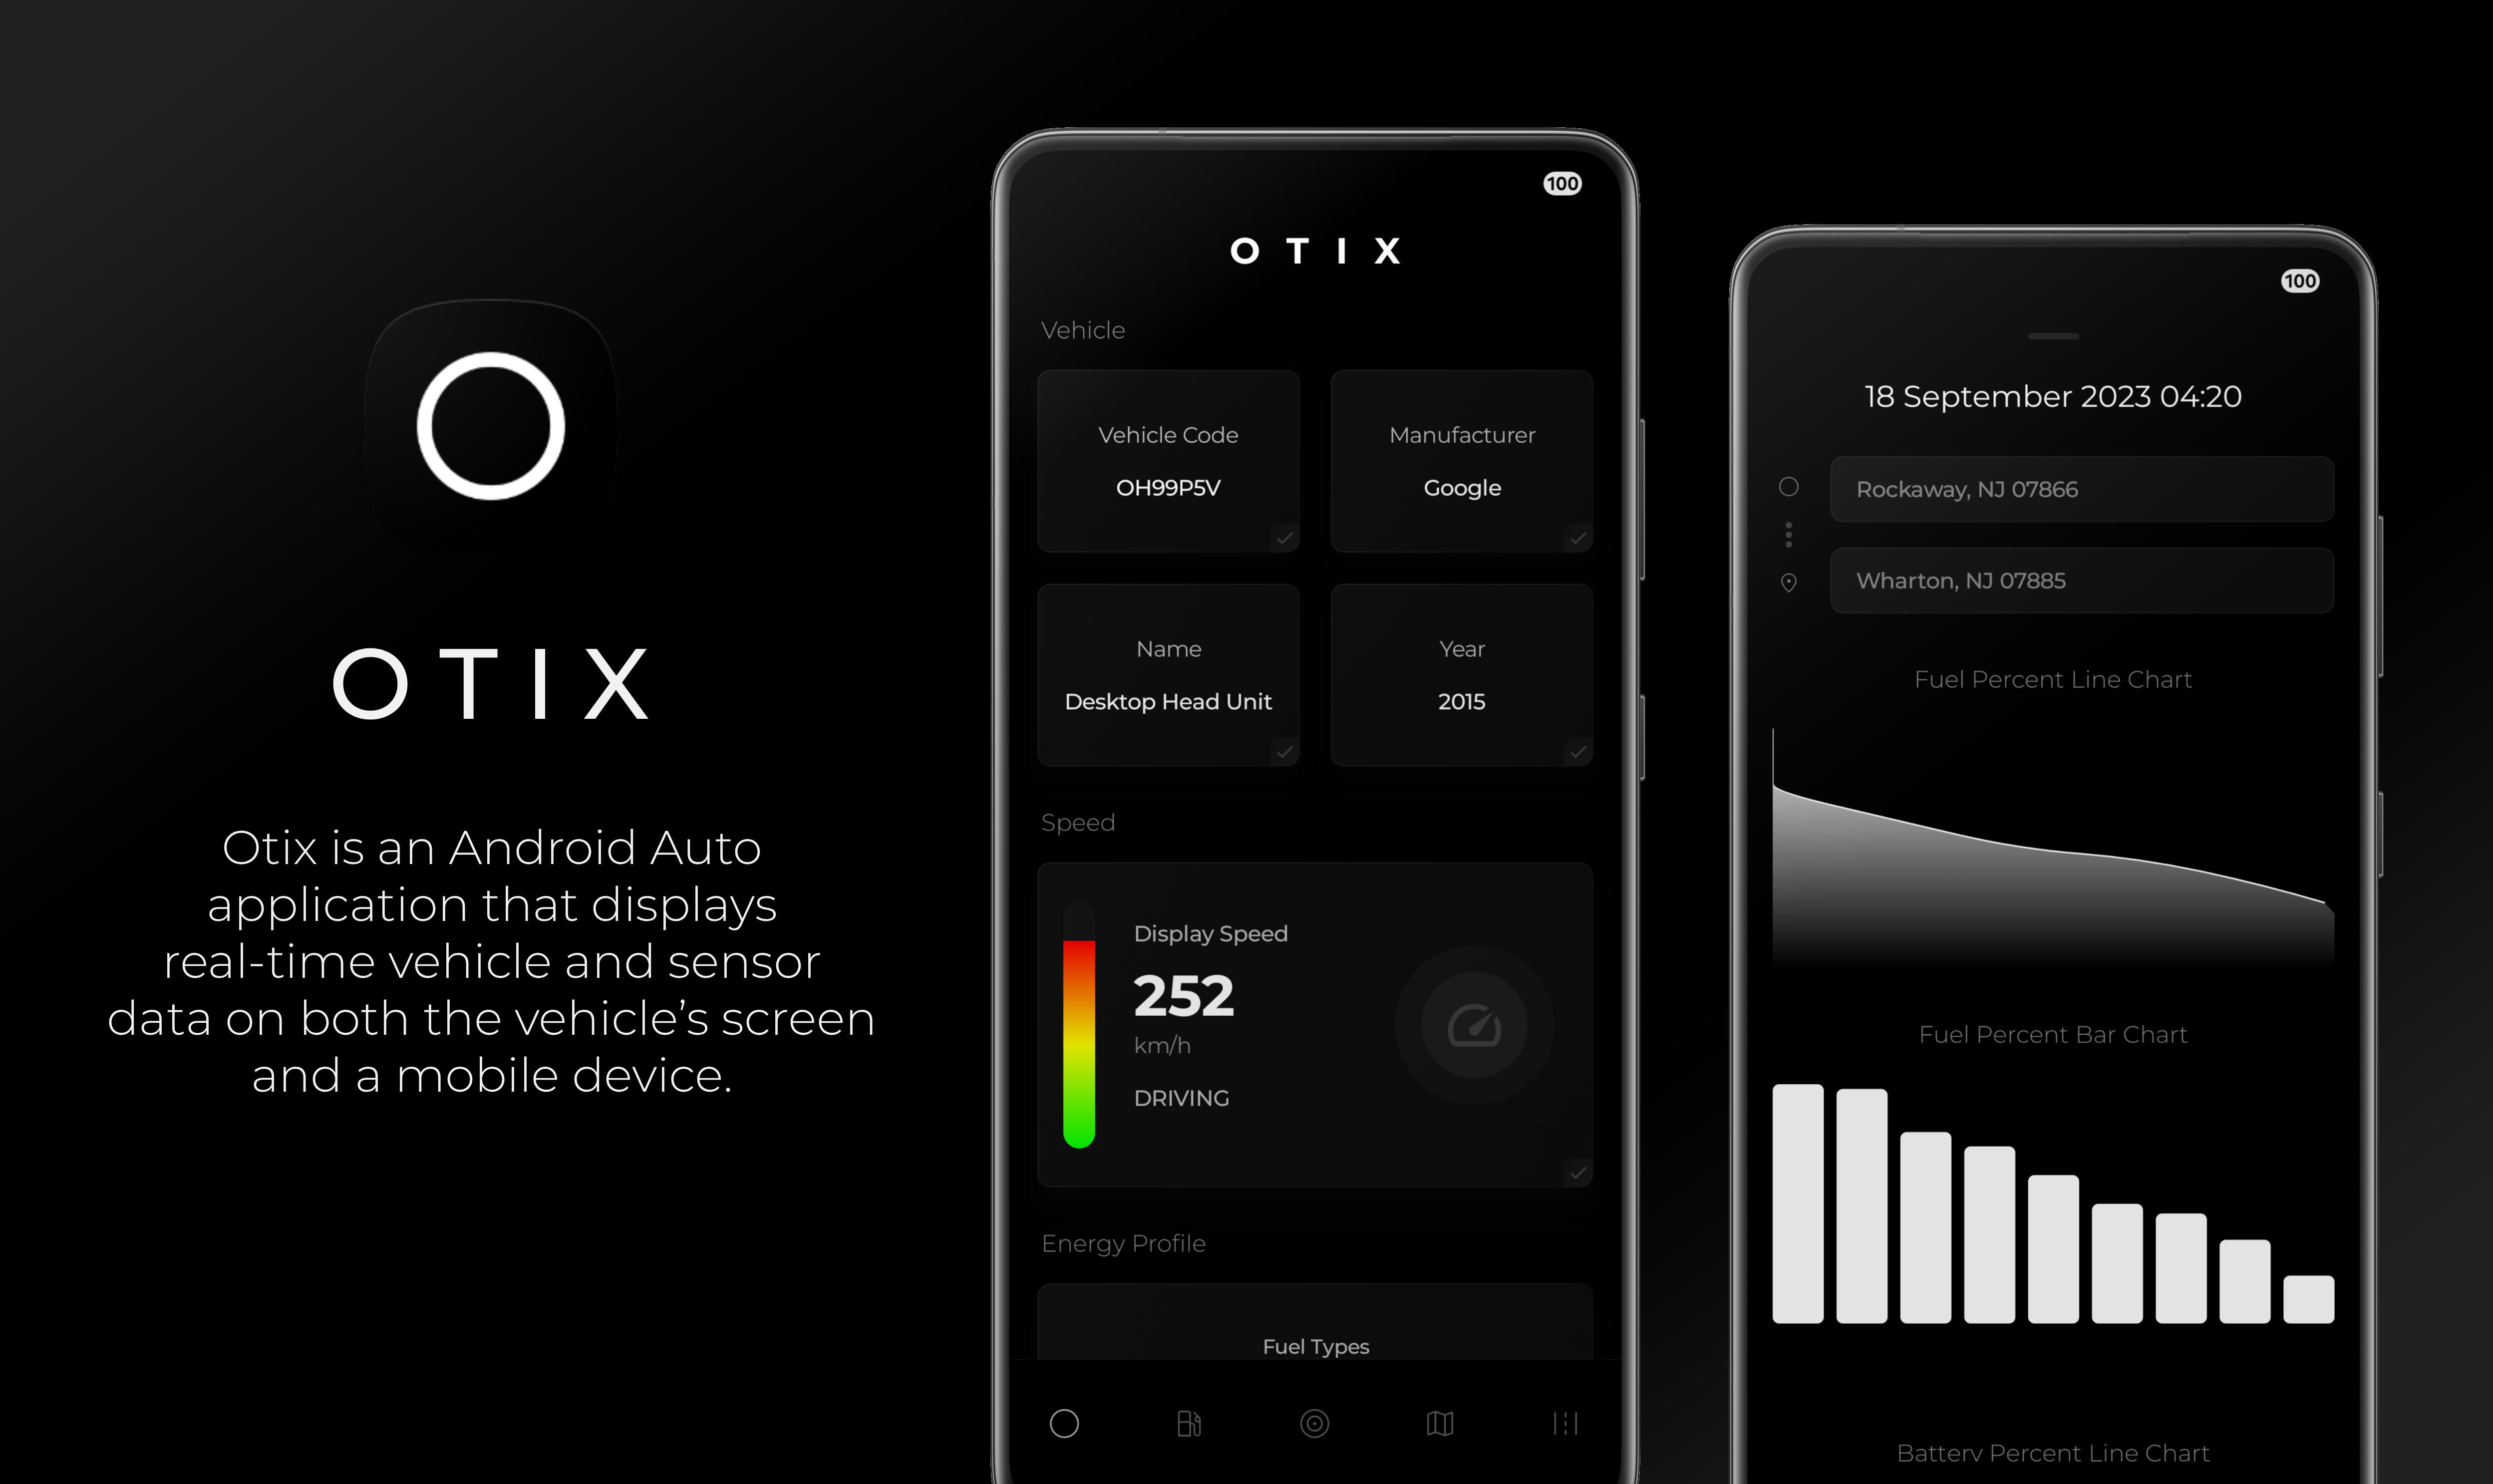 OTIX
Otix is an Android Auto
application that displays
real-time vehicle and sensor
data on both the vehicle's screen
and a mobile device.
100
OTIX
Vehicle
Vehicle Code
OH99P5V
Manufacturer
Google
Name
Desktop Head Unit
Year
2015
Speed
Display Speed
252
km/h
DRIVING
Energy Profile
Fuel Types
100
18 September 2023 04:20
Rockaway, NJ 07866
Wharton, NJ 07885
Fuel Percent Line Chart
Fuel Percent Bar Chart
Battery Percent Line Chart